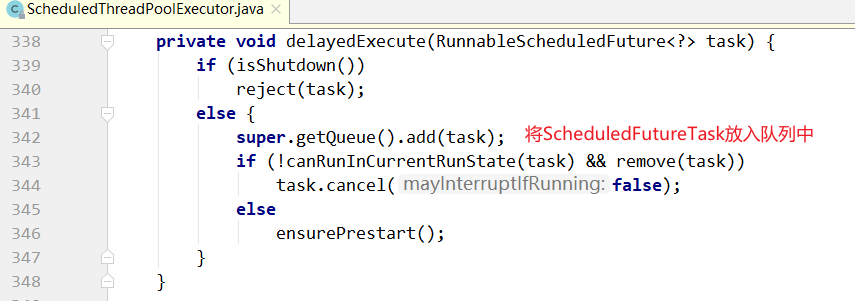 ScheduledThreadPoolExecutor.java
338 private void delayedExecute(RunnableScheduledFuture<?> task) {
339 if (isShutdown())
340 reject(task);
341 else {
342 super.getQueue().add(task); 将ScheduledFutureTask放入队列中
343 if (!canRunInCurrentRunState(task) && remove(task))
344 task.cancel( mayInterruptIfRunning: false);
345 else
346 ensurePrestart();
347 }
348 }